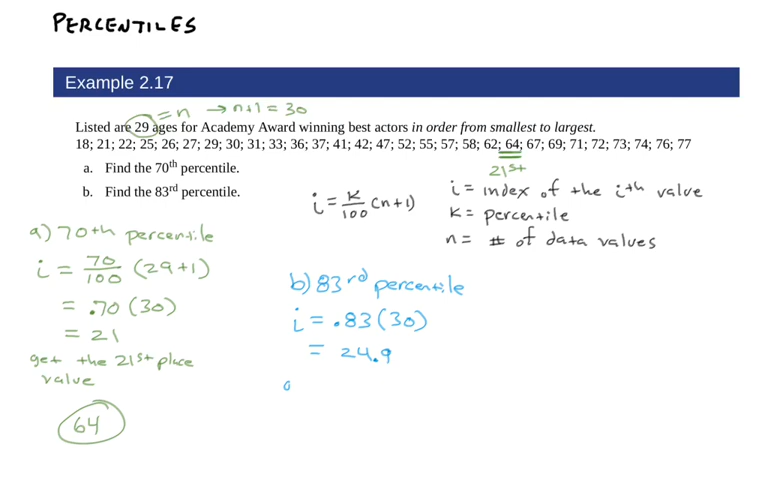 PERCENTILES
Example 2.17
= n → n+1 = 30
Listed are 29 ages for Academy Award winning best actors in order from smallest to largest.
18; 21; 22; 25; 26; 27; 29; 30; 31; 33; 36; 37; 41; 42; 47; 52; 55; 57; 58; 62; 64; 67; 69; 71; 72; 73; 74; 76; 77
21st
a. Find the 70th percentile.
b. Find the 83rd percentile.
i = k/100 (n+1)
i = index of the ith value
k = percentile
n = # of data values
a) 70th percentile
i = 70/100 (29+1)
= .70 (30)
= 21
get the 21st place
value
64
b) 83rd percentile
i = .83 (30)
= 24.9